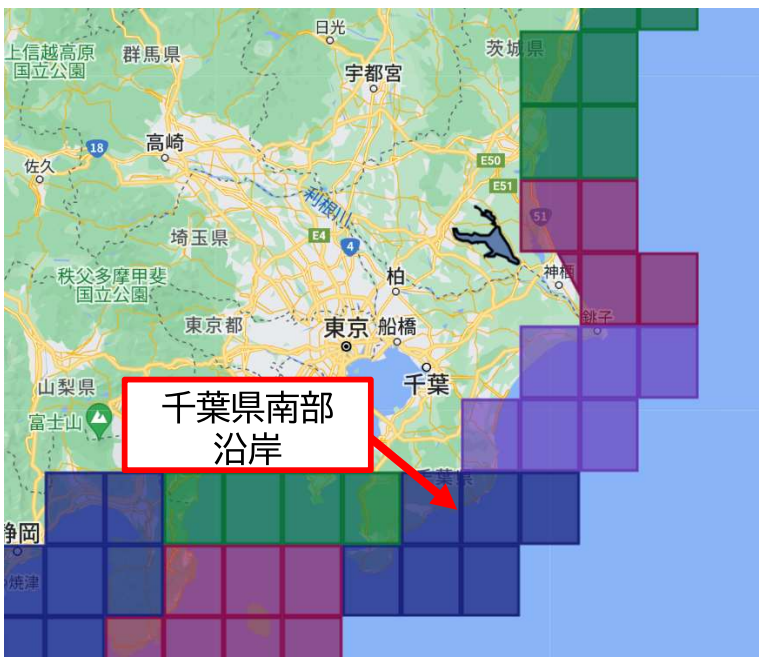 日光
茨城県
上信越高原
国立公園
群馬県
宇都宮
18
高崎
佐久
E50
E51
利根川
51
埼玉県
E4
4
神栖
秩父多摩甲斐
国立公園
柏
銚子
東京都
東京
船橋
千葉
山梨県
富士山
千葉県南部
沿岸
千葉県
静岡
焼津